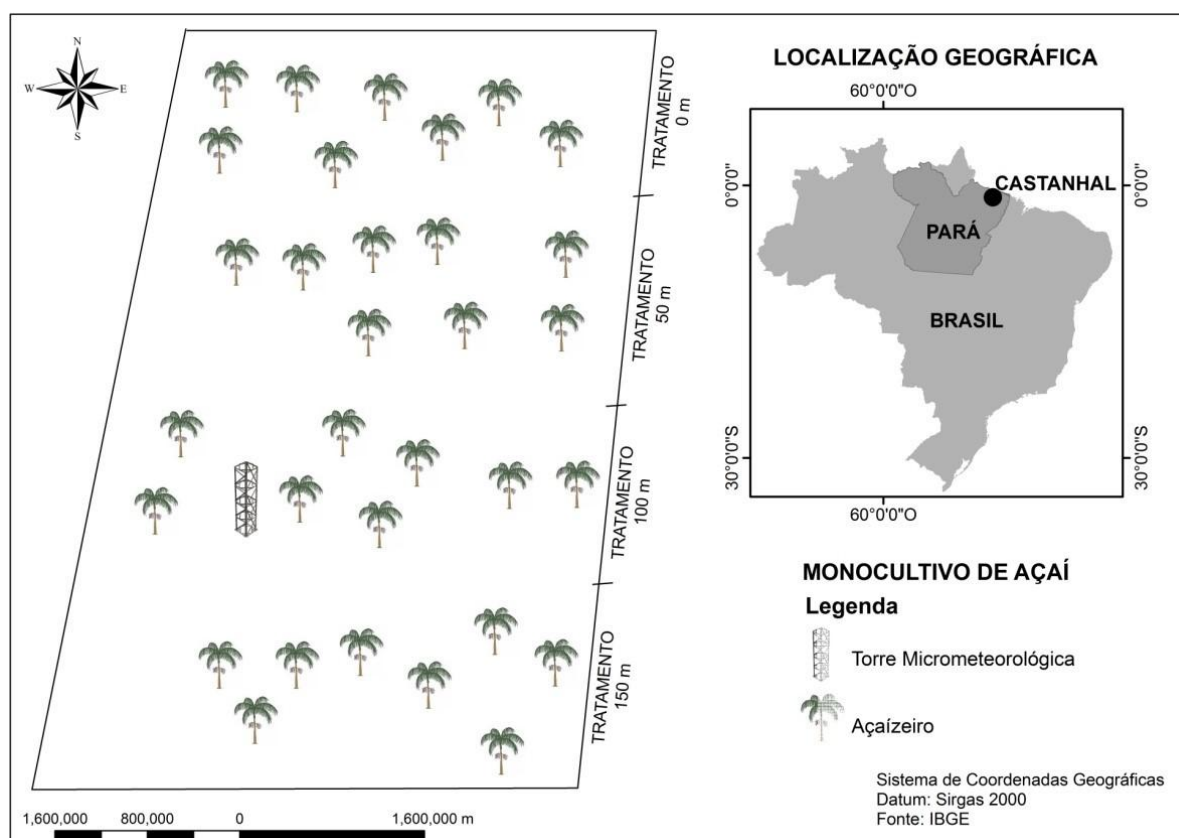 N
W E
S
TRATAMENTO
0 m
TRATAMENTO
50 m
TRATAMENTO
100 m
TRATAMENTO
150 m
1,600,000 800,000 0 1,600,000 m
LOCALIZAÇÃO GEOGRÁFICA
60°0'0"O
0°0'0"
0°0'0"
CASTANHAL
PARÁ
BRASIL
30°0'0"S
30°0'0"S
60°0'0"O
MONOCULTIVO DE AÇAÍ
Legenda
Torre Micrometeorológica
Açaízeiro
Sistema de Coordenadas Geográficas
Datum: Sirgas 2000
Fonte: IBGE